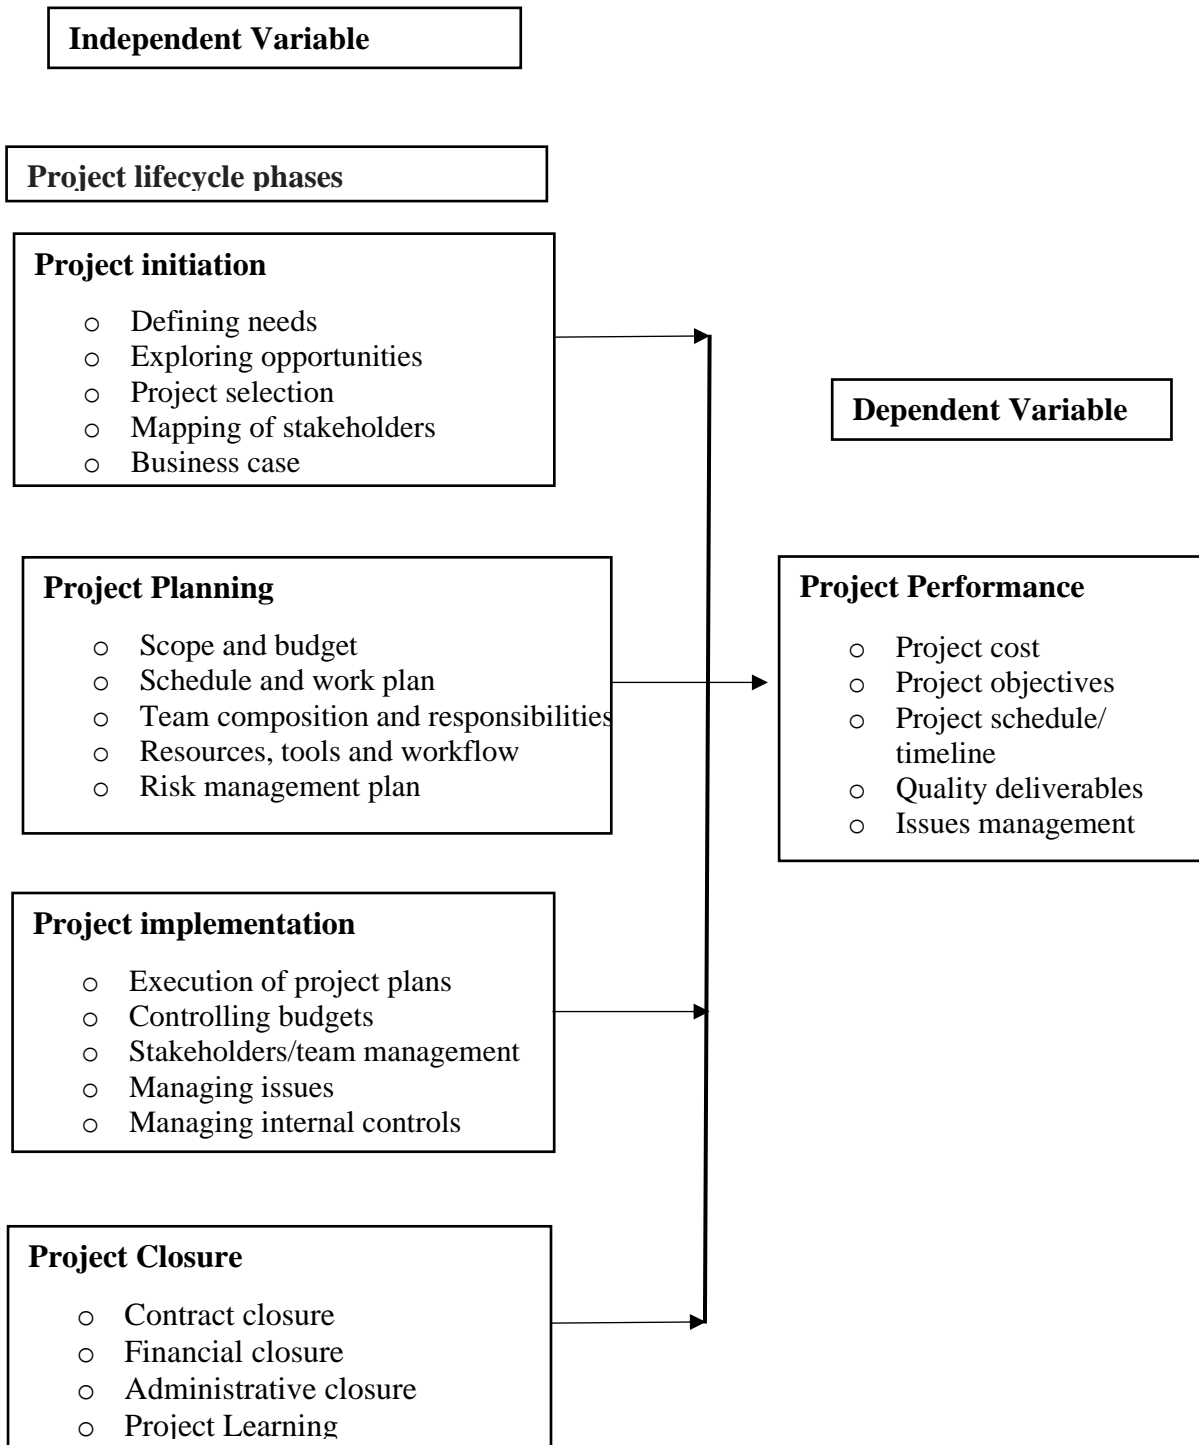 Independent Variable
Project lifecycle phases
Project initiation
o Defining needs
o Exploring opportunities
o Project selection
o Mapping of stakeholders
o Business case
Dependent Variable
Project Planning
o Scope and budget
o Schedule and work plan
o Team composition and responsibilities
o Resources, tools and workflow
o Risk management plan
Project Performance
o Project cost
o Project objectives
o Project schedule/
timeline
o Quality deliverables
o Issues management
Project implementation
o Execution of project plans
o Controlling budgets
o Stakeholders/team management
o Managing issues
o Managing internal controls
Project Closure
o Contract closure
o Financial closure
o Administrative closure
o Project Learning